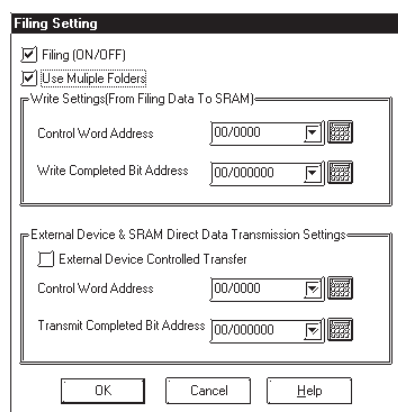 Filing Setting
Filing (ON/OFF)
Use Muliple Folders
Write Settings(From Filing Data To SRAM)
Control Word Address 00/0000
Write Completed Bit Address 00/000000
External Device & SRAM Direct Data Transmission Settings
External Device Controlled Transfer
Control Word Address 00/0000
Transmit Completed Bit Address 00/000000
OK Cancel Help